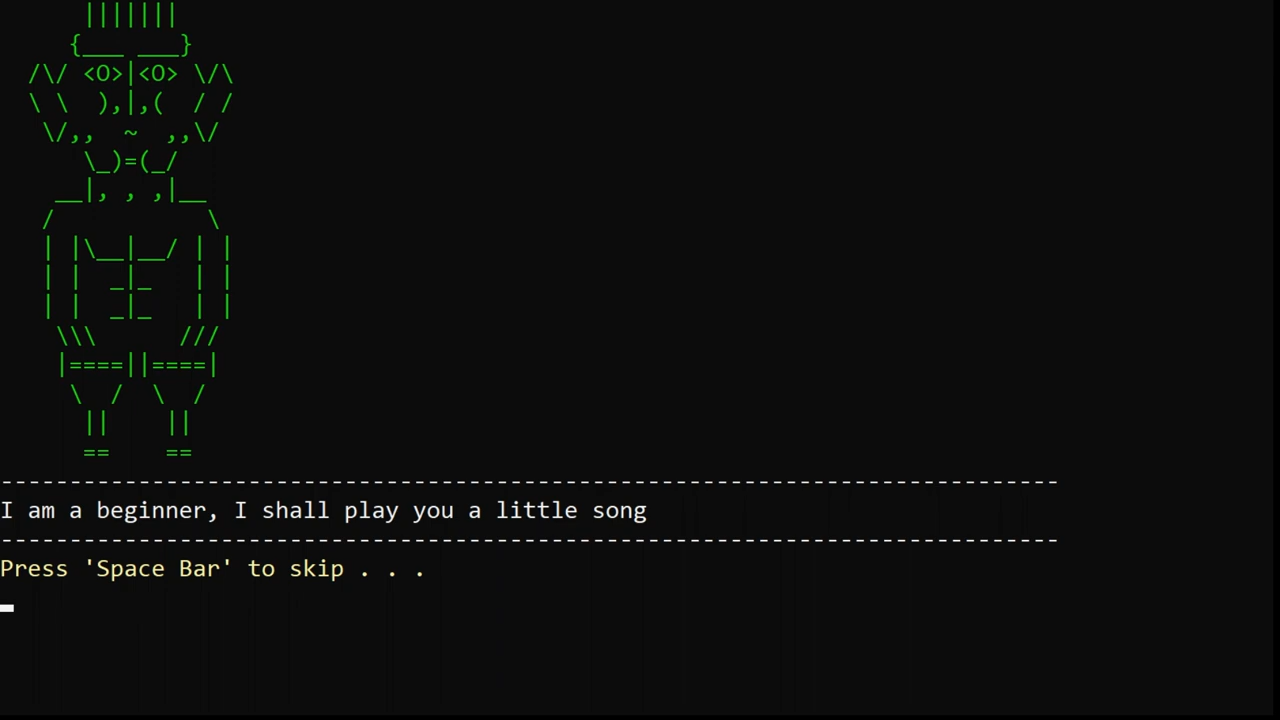 I am a beginner, I shall play you a little song
Press 'Space Bar' to skip . . .